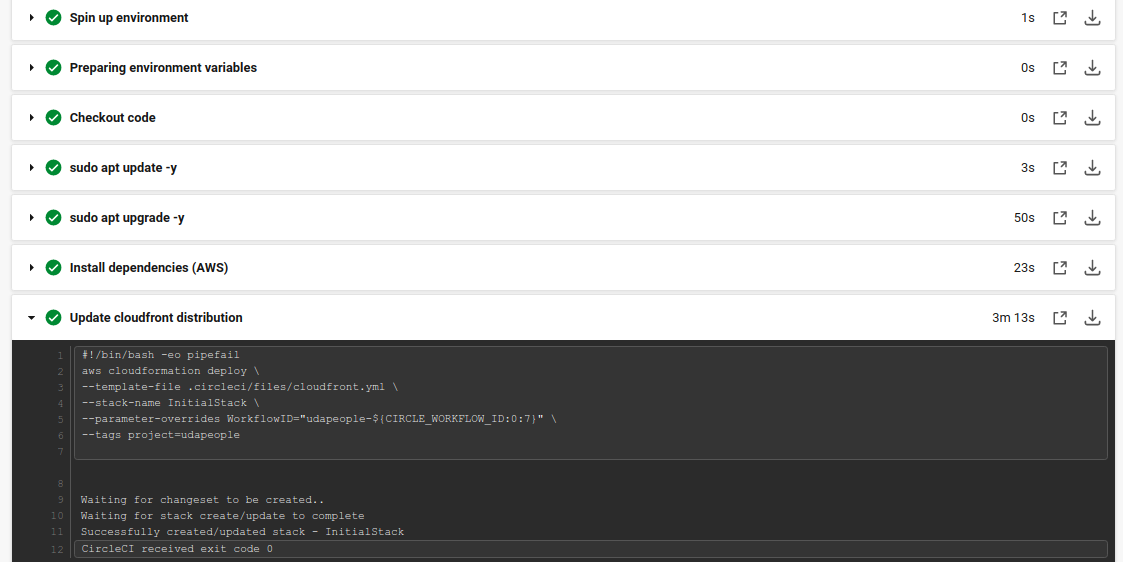 Spin up environment 1s
Preparing environment variables 0s
Checkout code 0s
sudo apt update -y 3s
sudo apt upgrade -y 50s
Install dependencies (AWS) 23s
Update cloudfront distribution 3m 13s
1 #!/bin/bash -eo pipefail
2 aws cloudformation deploy \
3 --template-file .circleci/files/cloudfront.yml \
4 --stack-name InitialStack \
5 --parameter-overrides WorkflowID="udapeople-${CIRCLE_WORKFLOW_ID:0:7}" \
6 --tags project=udapeople
7
8
9 Waiting for changeset to be created..
10 Waiting for stack create/update to complete
11 Successfully created/updated stack - InitialStack
12 CircleCI received exit code 0